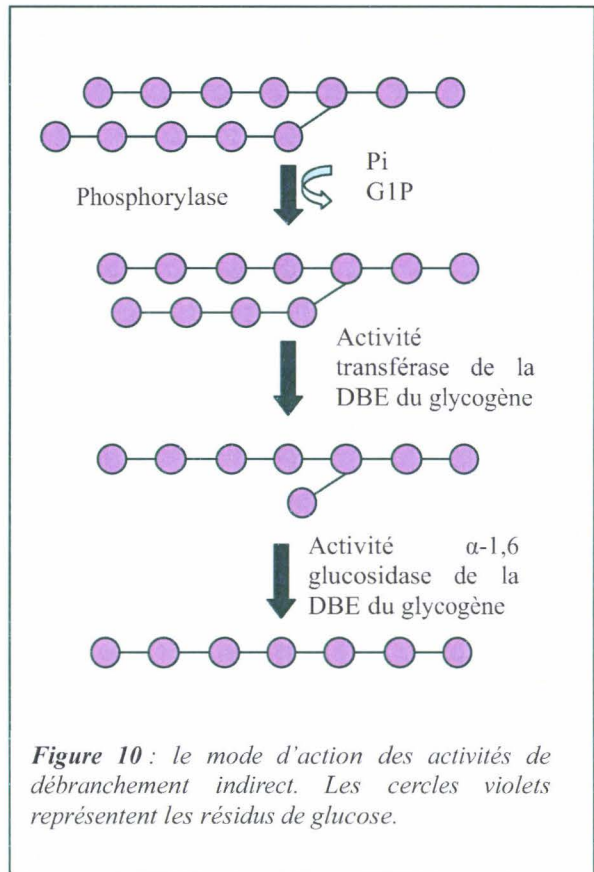 Phosphorylase
Pi
G1P
Activité
transférase de la
DBE du glycogène
Activité α-1,6
glucosidase de la
DBE du glycogène
Figure 10 : le mode d'action des activités de
débranchement indirect. Les cercles violets
représentent les résidus de glucose.